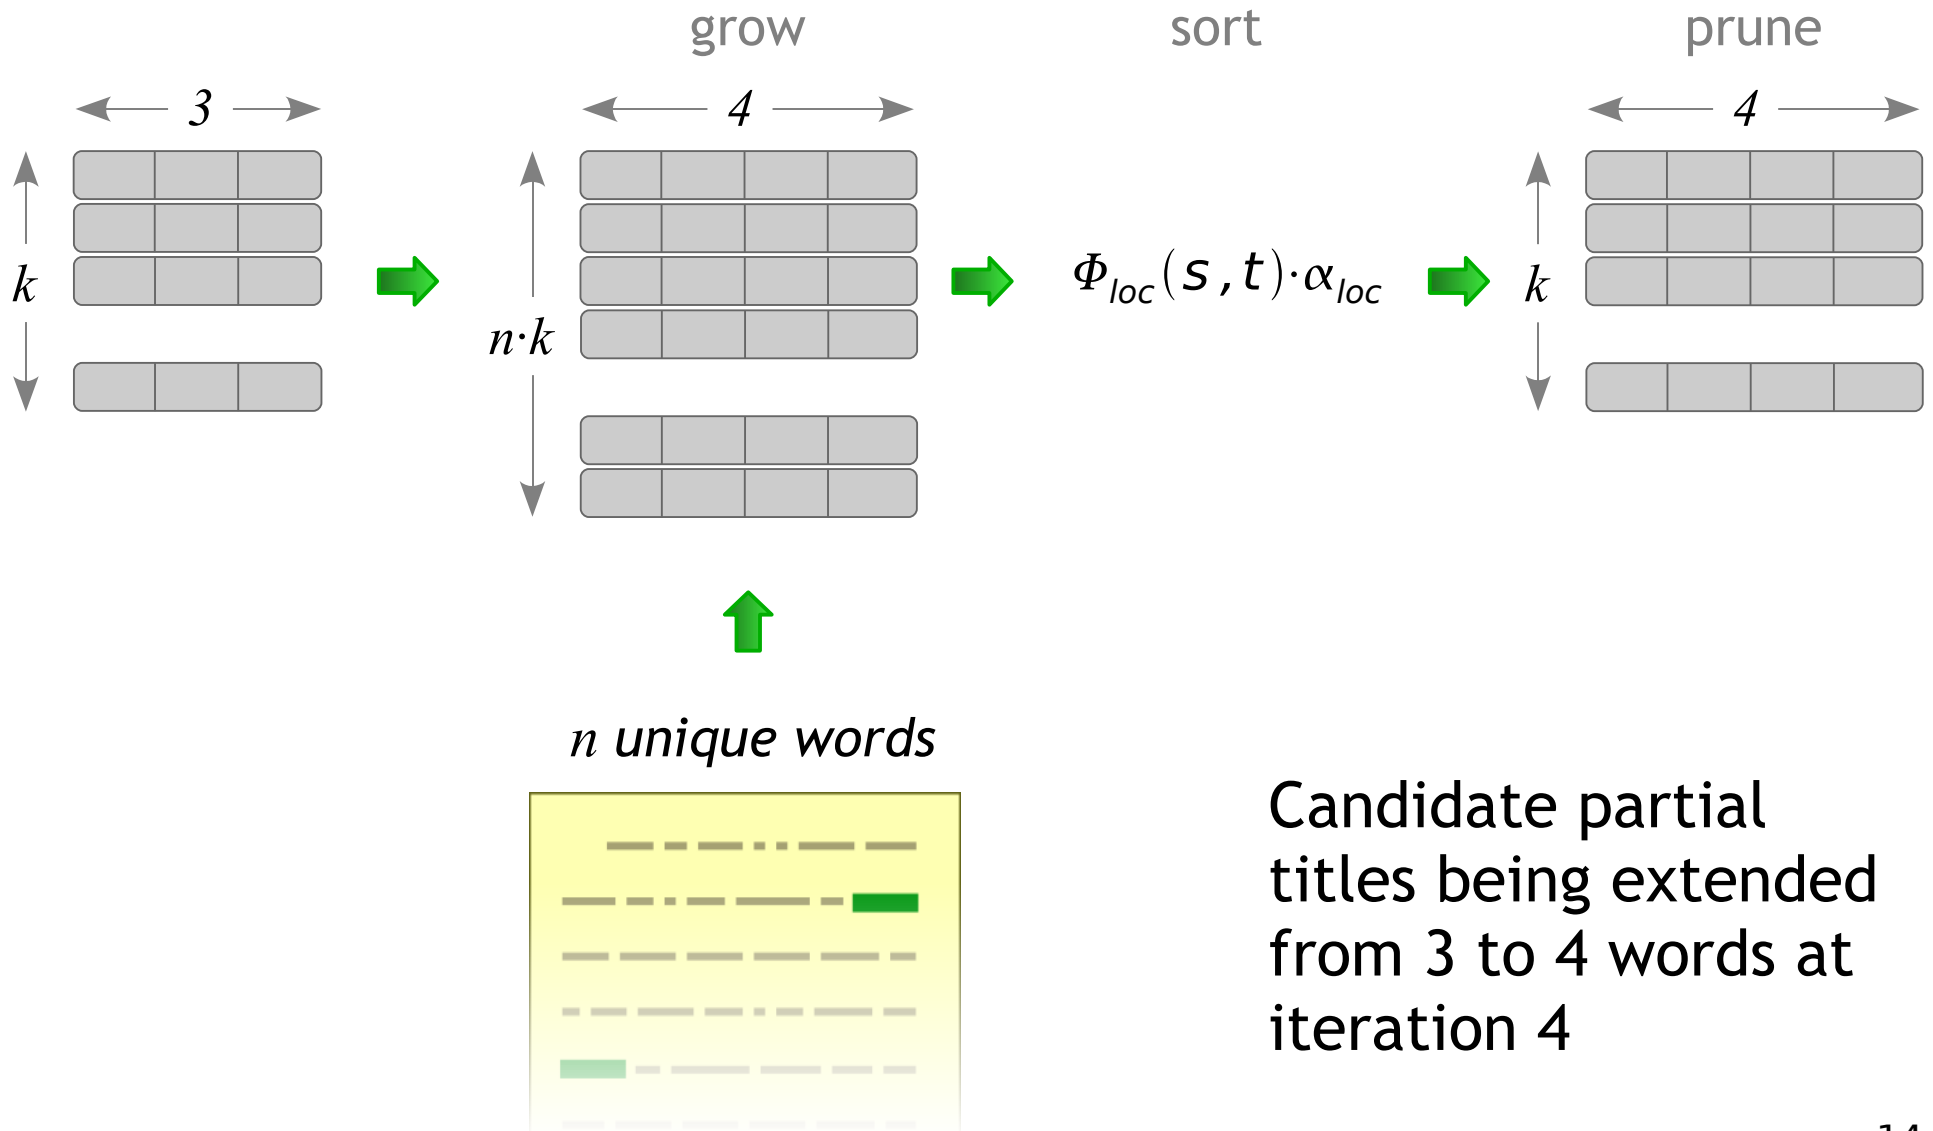 grow
sort
prune
3
4
4
k
n·k
Φloc(s,t)·αloc
k
n unique words
Candidate partial
titles being extended
from 3 to 4 words at
iteration 4
14